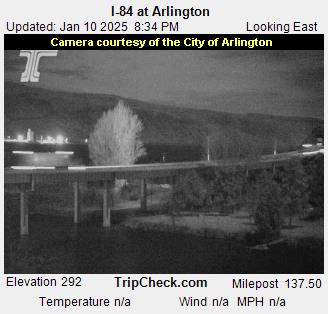 I-84 at Arlington
Updated: Jan 10 2025 8:34 PM Looking East
Camera courtesy of the City of Arlington
Elevation 292 TripCheck.com Milepost 137.50
Temperature n/a Wind n/a MPH n/a